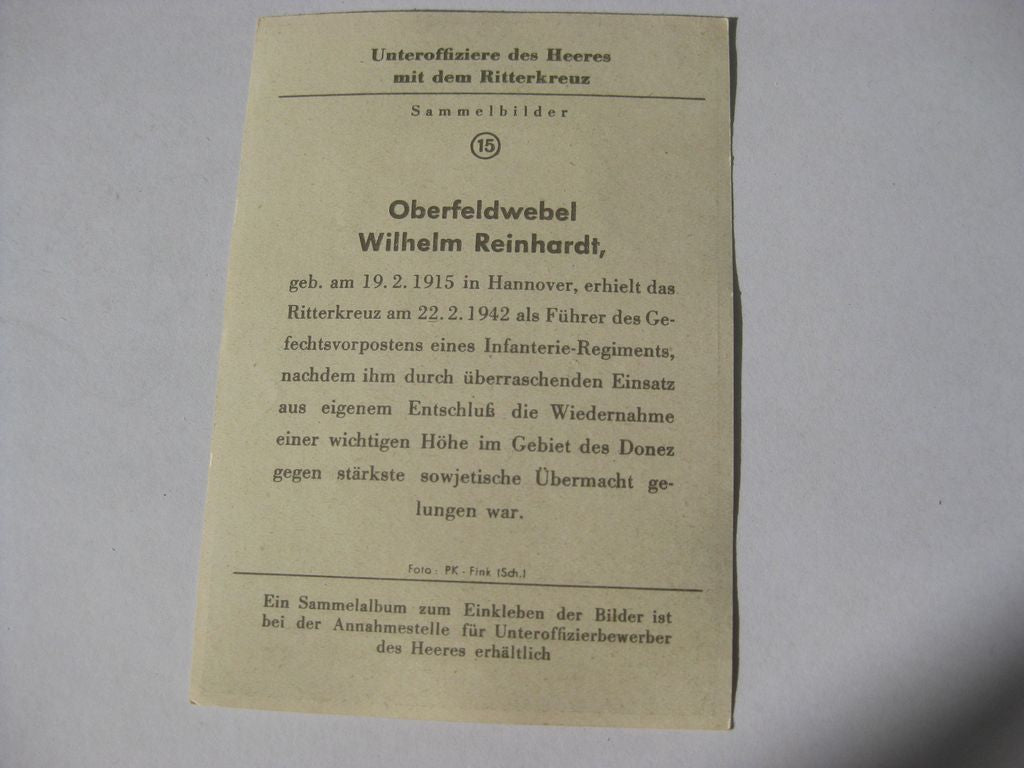 Unteroffiziere des Heeres
mit dem Ritterkreuz
Sammelbilder
15
Oberfeldwebel
Wilhelm Reinhardt,
geb. am 19. 2. 1915 in Hannover, erhielt das
Ritterkreuz am 22. 2. 1942 als Führer des Ge-
fechtsvorpostens eines Infanterie-Regiments,
nachdem ihm durch überraschenden Einsatz
aus eigenem Entschluß die Wiedernahme
einer wichtigen Höhe im Gebiet des Donez
gegen stärkste sowjetische Übermacht ge-
lungen war.
Foto: PK - Fink (Sch.)
Ein Sammelalbum zum Einkleben der Bilder ist
bei der Annahmestelle für Unteroffizierbewerber
des Heeres erhältlich